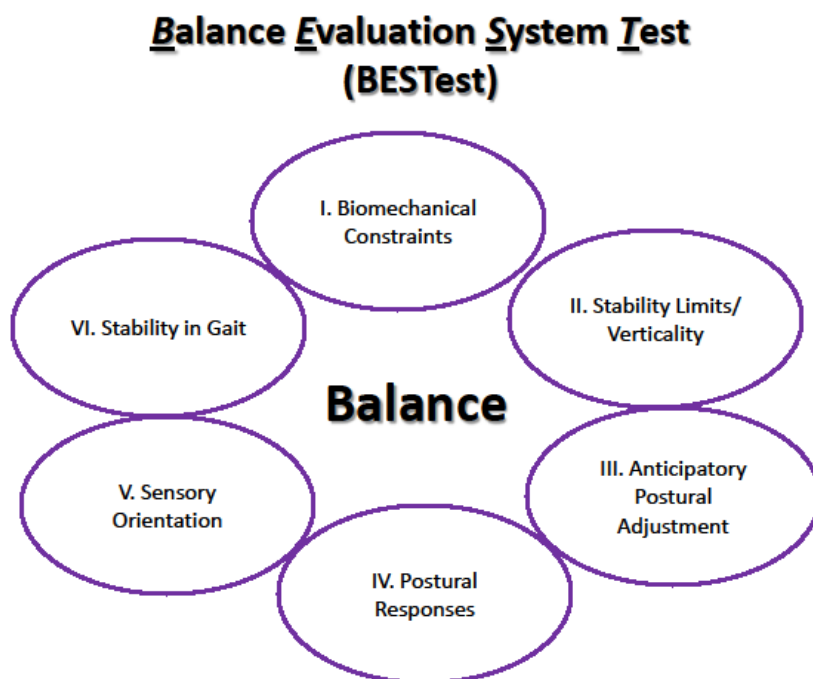 Balance Evaluation System Test
(BESTest)
I. Biomechanical
Constraints
II. Stability Limits/
Verticality
III. Anticipatory
Postural
Adjustment
IV. Postural
Responses
V. Sensory
Orientation
VI. Stability in Gait
Balance